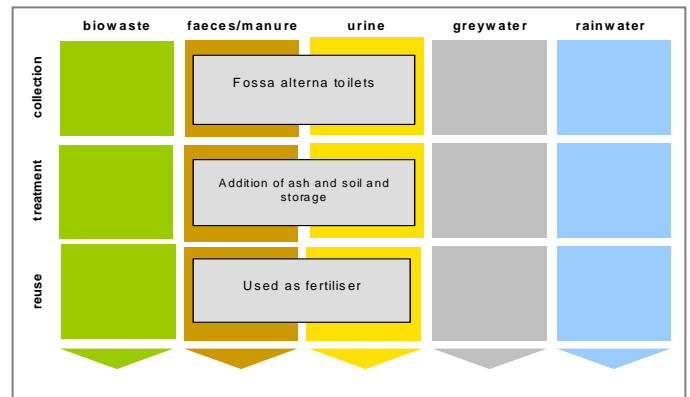 biowaste faeces/manure urine greywater rainwater
collection
Fossa alterna toilets
treatment
Addition of ash and soil and
storage
reuse
Used as fertiliser